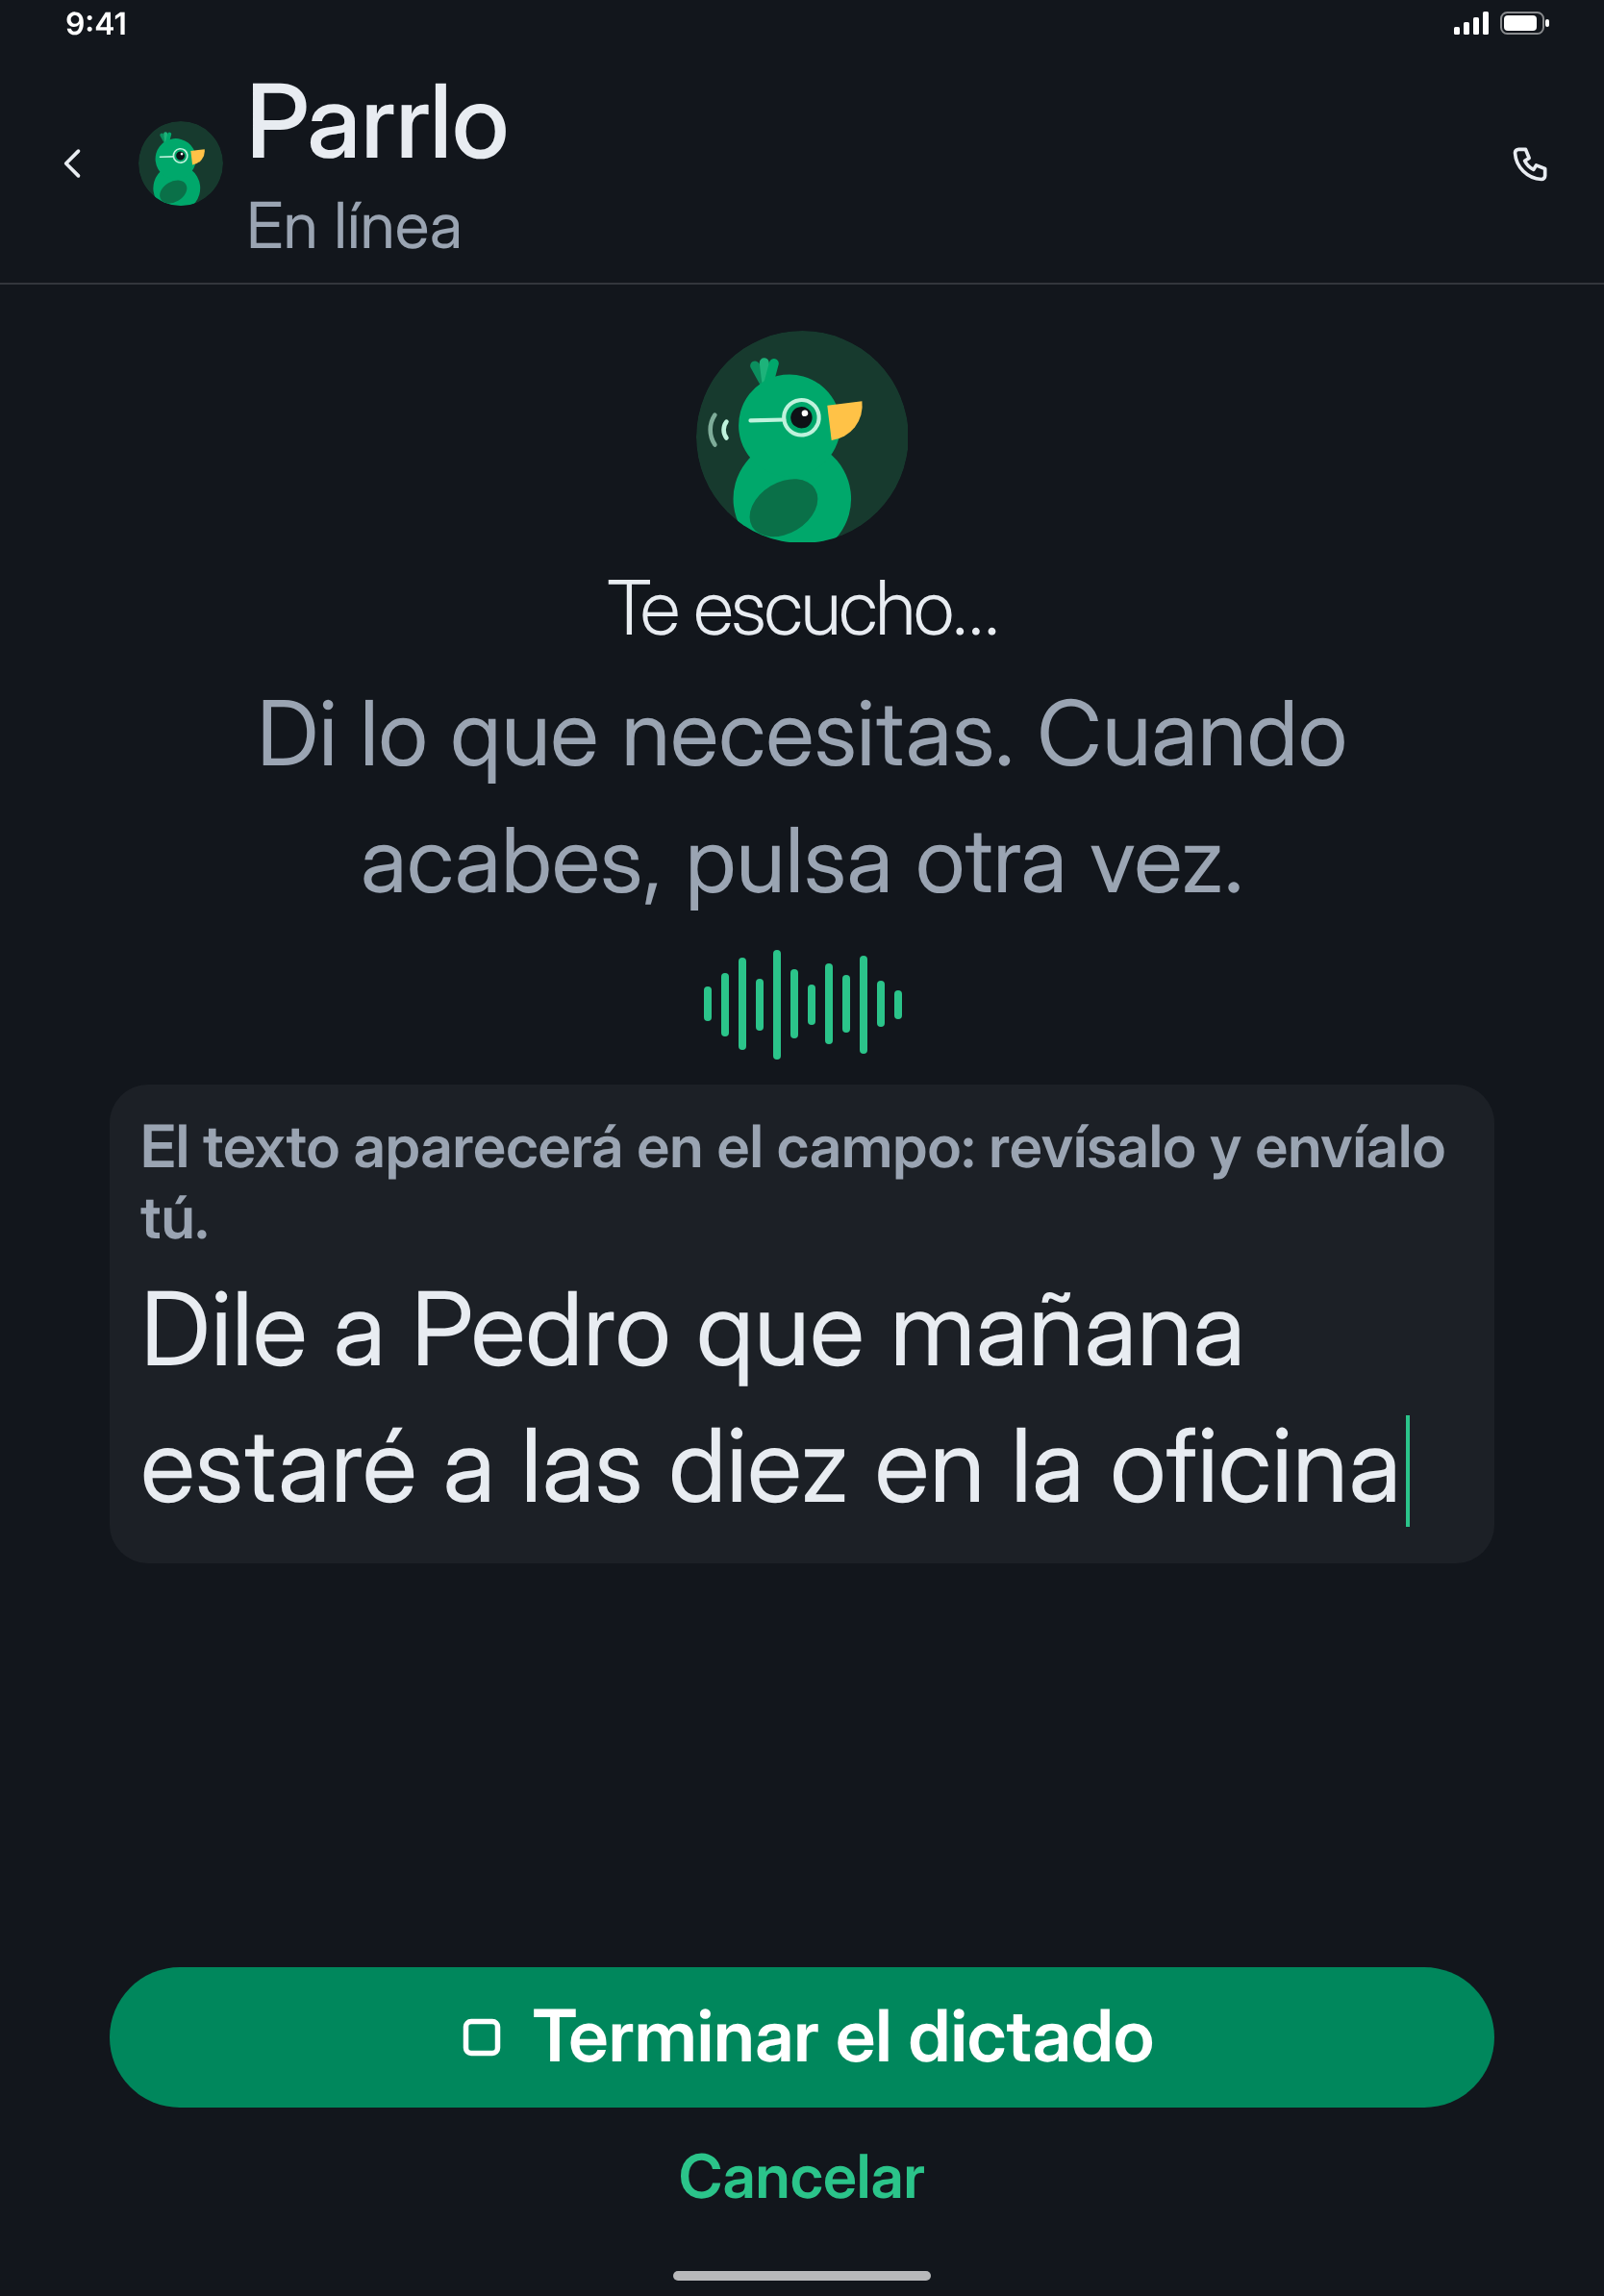 9:41
Parrlo
En línea
Te escucho...
Di lo que necesitas. Cuando
acabes, pulsa otra vez.
El texto aparecerá en el campo: revísalo y envíalo
tú.
Dile a Pedro que mañana
estaré a las diez en la oficina
Terminar el dictado
Cancelar